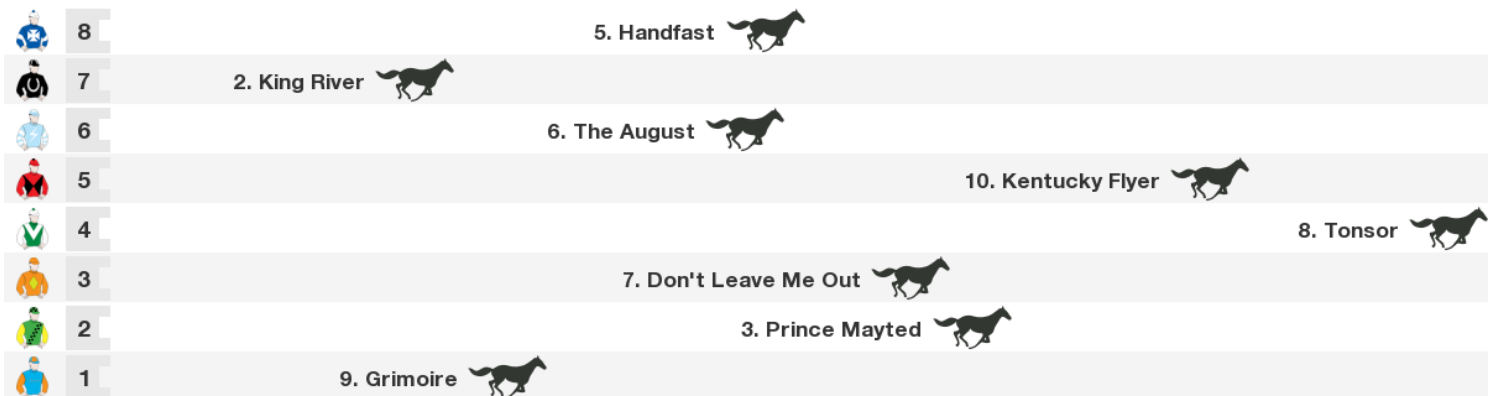 8 5. Handfast
7 2. King River
6 6. The August
5 10. Kentucky Flyer
4 8. Tonsor
3 7. Don't Leave Me Out
2 3. Prince Mayted
1 9. Grimoire